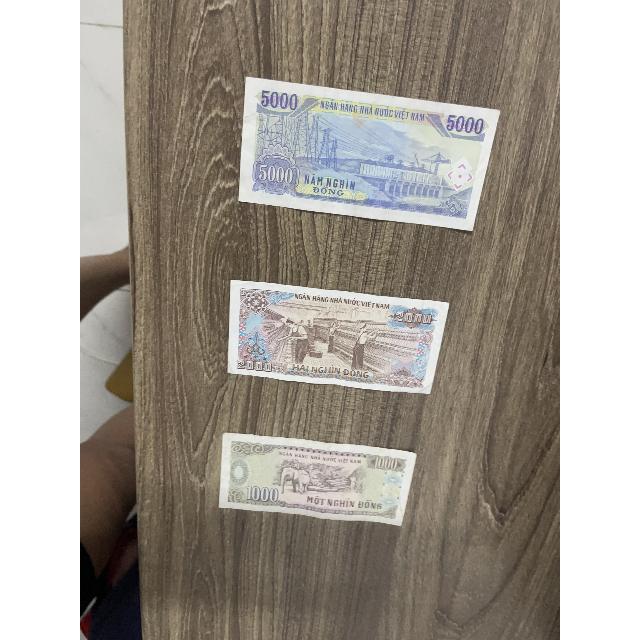 5000 NGÂN HÀNG NHÀ NƯỚC VIỆT NAM 5000
5000
NĂM NGHÌN
ĐỒNG
NGÂN HÀNG NHÀ NƯỚC VIỆT NAM
2000
2000 HAI NGHÌN ĐỒNG
NGÂN HÀNG NHÀ NƯỚC VIỆT NAM 1000
1000 MỘT NGHÌN ĐỒNG